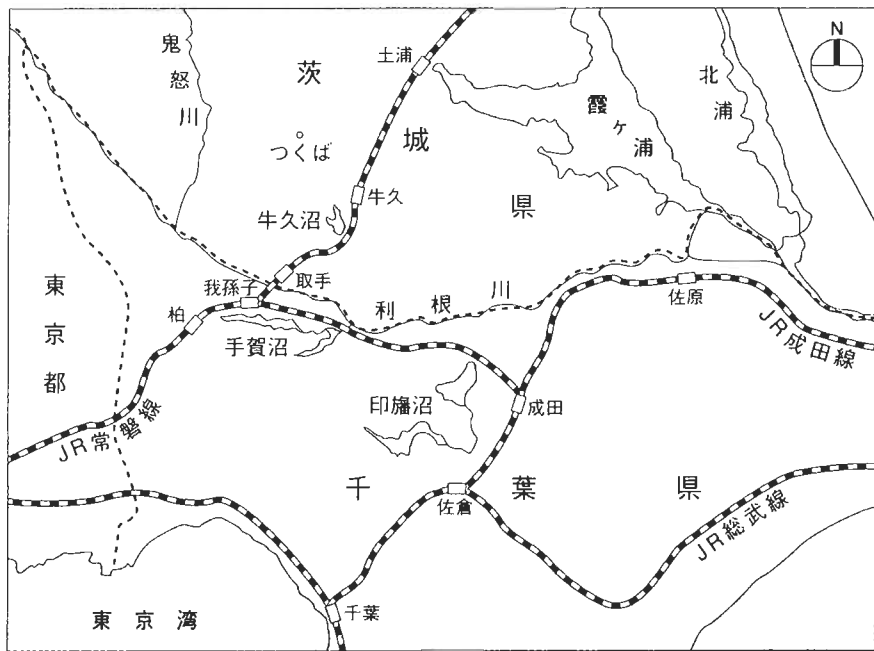 N
鬼怒川
茨城県
土浦
霞ヶ浦
北浦
つくば
牛久
牛久沼
取手
我孫子
利根川
佐原
柏
東京都
手賀沼
JR成田線
印旛沼
成田
JR常磐線
千葉県
佐倉
JR総武線
東京湾
千葉